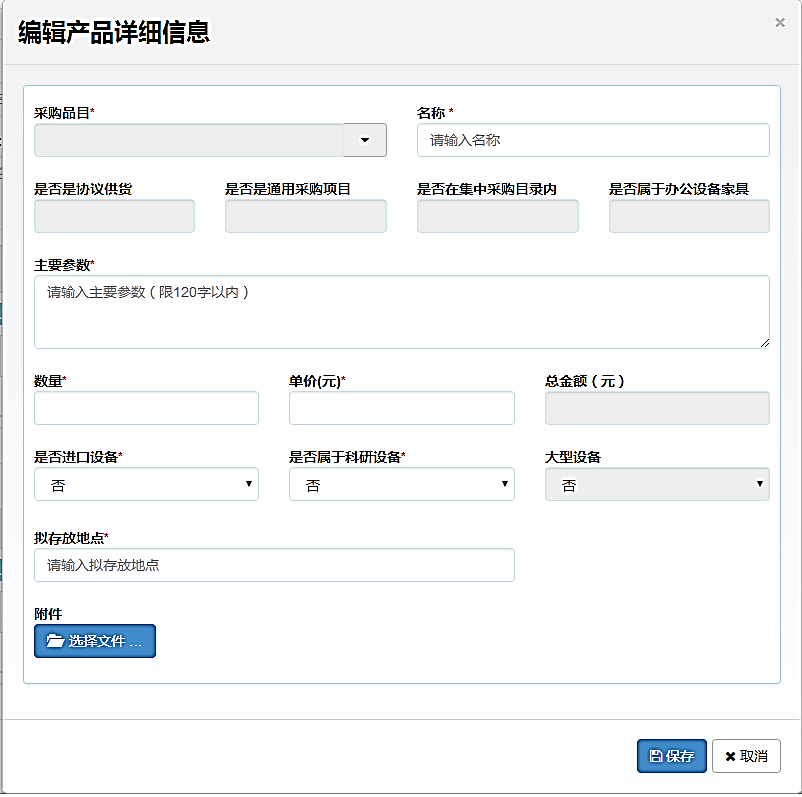 编辑产品详细信息
×
采购品目* 名称 *
请输入名称
是否是协议供货 是否是通用采购项目 是否在集中采购目录内 是否属于办公设备家具
主要参数*
请输入主要参数（限120字以内）
数量* 单价(元)* 总金额（元）
是否进口设备* 是否属于科研设备* 大型设备
否 否 否
拟存放地点*
请输入拟存放地点
附件
选择文件 ...
保存 取消